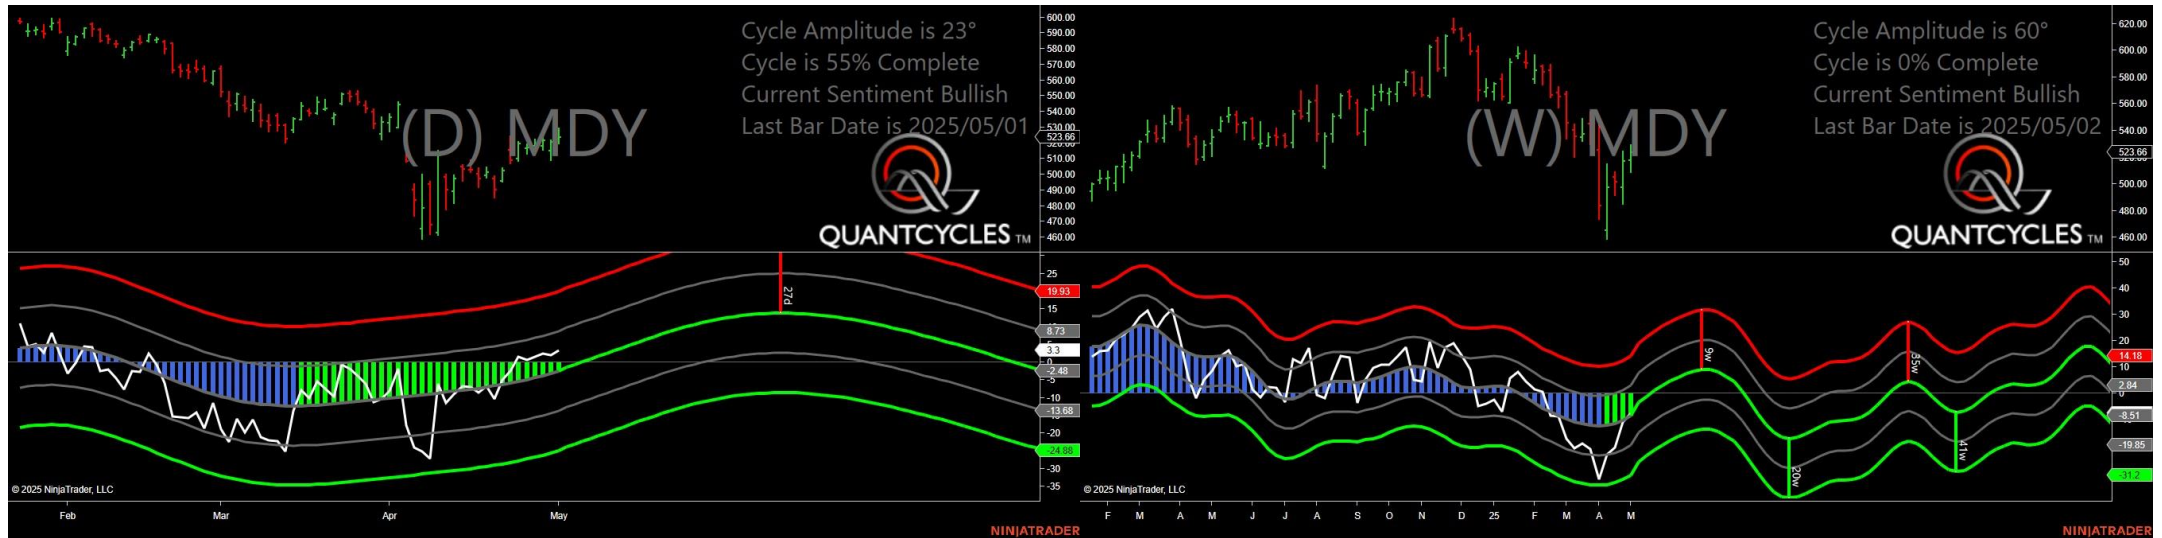 Cycle Amplitude is 23°
Cycle is 55% Complete
Current Sentiment Bullish
Last Bar Date is 2025/05/01
(D) MDY
QUANTCYCLES TM
600.00
590.00
580.00
570.00
560.00
550.00
540.00
530.00
523.66
510.00
500.00
490.00
480.00
470.00
460.00
27d
25
19.93
15
8.73
3.3
0
-2.48
-5
-10
-13.68
-20
-24.88
-30
-35
© 2025 NinjaTrader, LLC
Feb Mar Apr May
NINJATRADER
Cycle Amplitude is 60°
Cycle is 0% Complete
Current Sentiment Bullish
Last Bar Date is 2025/05/02
(W) MDY
QUANTCYCLES TM
620.00
600.00
580.00
560.00
540.00
523.66
500.00
480.00
460.00
9w
20w
41w
50
40
30
20
14.18
2.84
0
-8.51
-19.85
-31.2
© 2025 NinjaTrader, LLC
F M A M J J A S O N D 25 F M A M
NINJATRADER